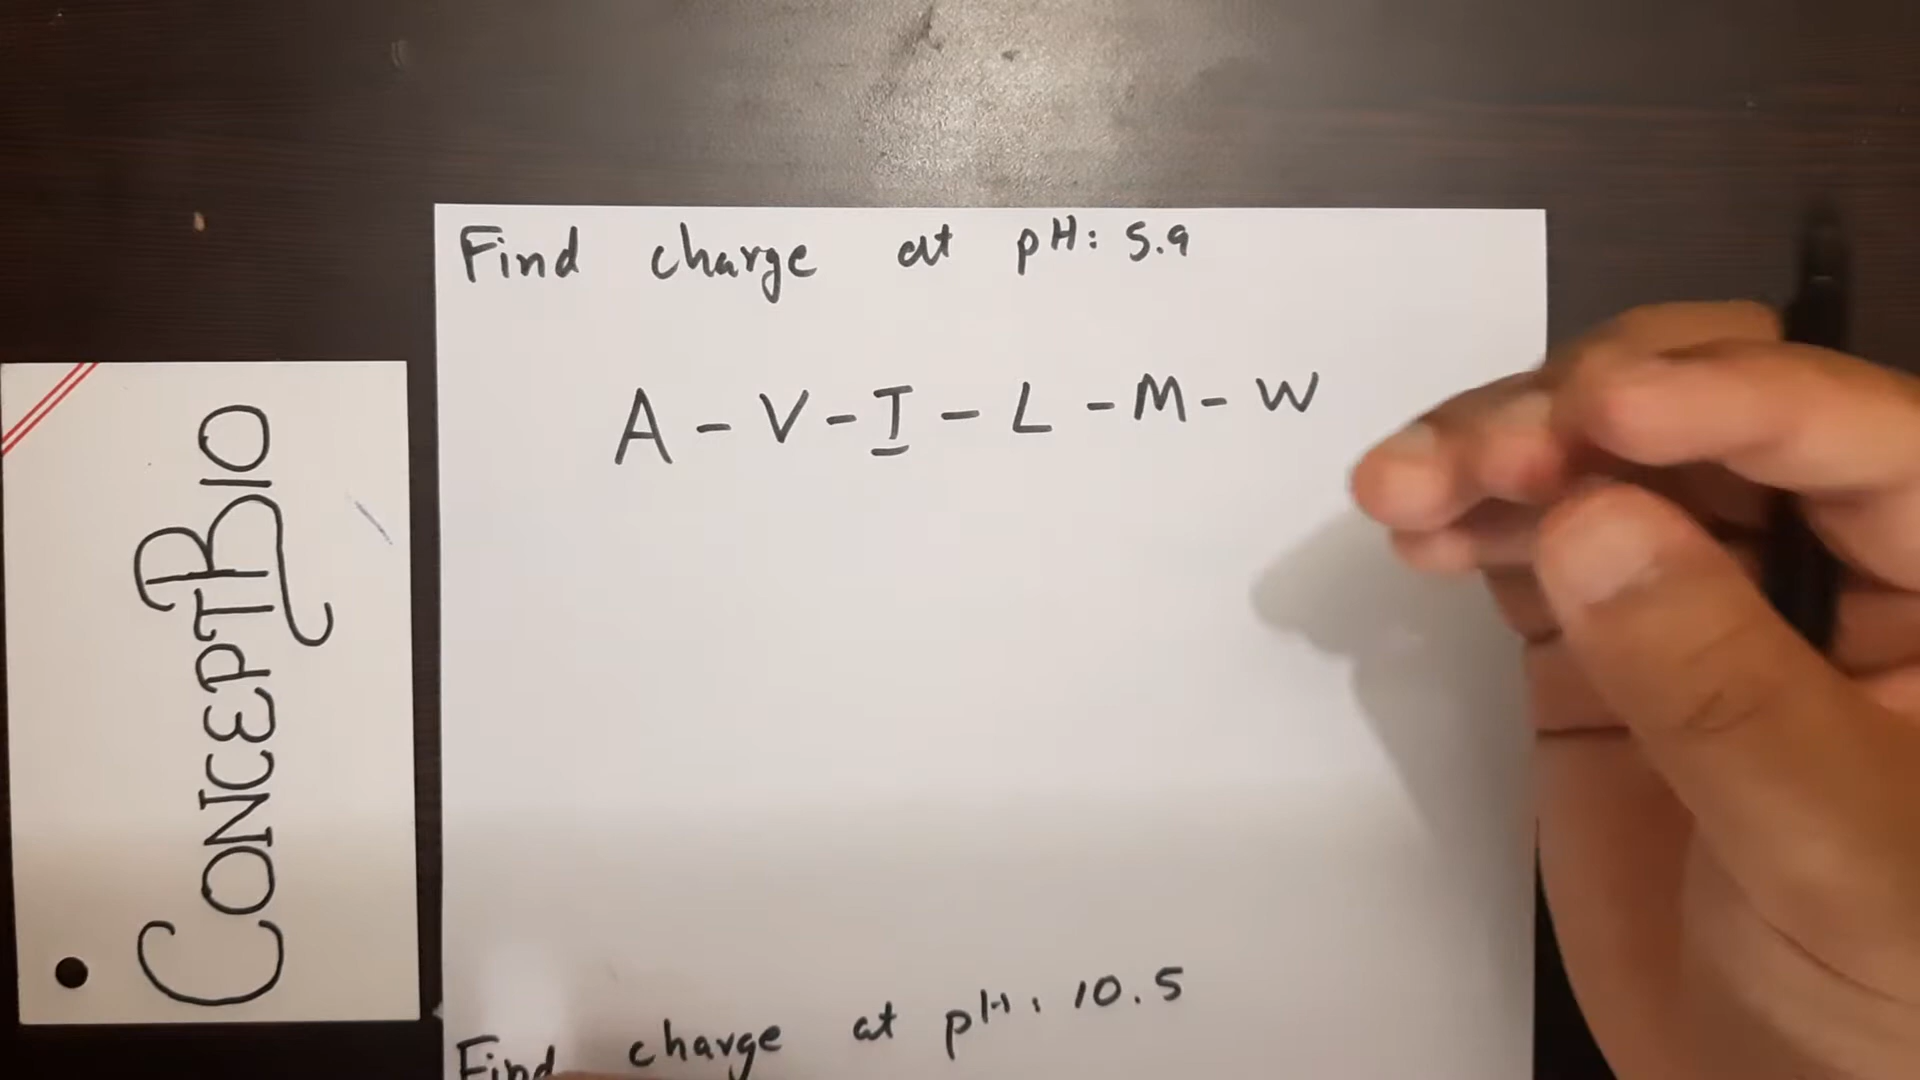 Find charge at pH: 5.9
A - V - I - L - M - W
CONCEPTBIO
Find charge at pH: 10.5